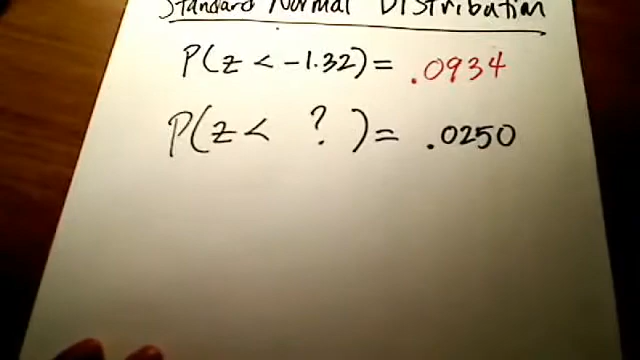 Standard Normal Distribution
P(z < -1.32) = .0934
P(z < ? ) = .0250